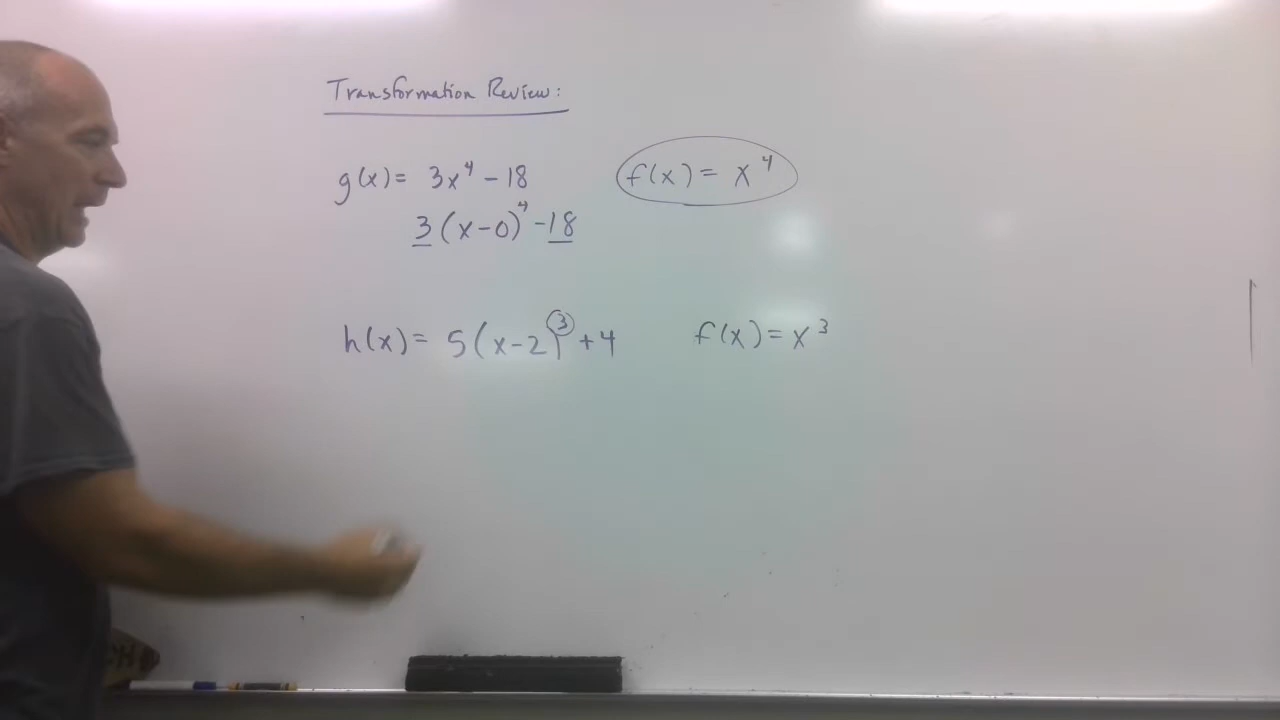 Transformation Review:
g(x) = 3x⁴ - 18 f(x) = x⁴
3(x-0)⁴ - 18
h(x) = 5(x-2)³ + 4 f(x) = x³